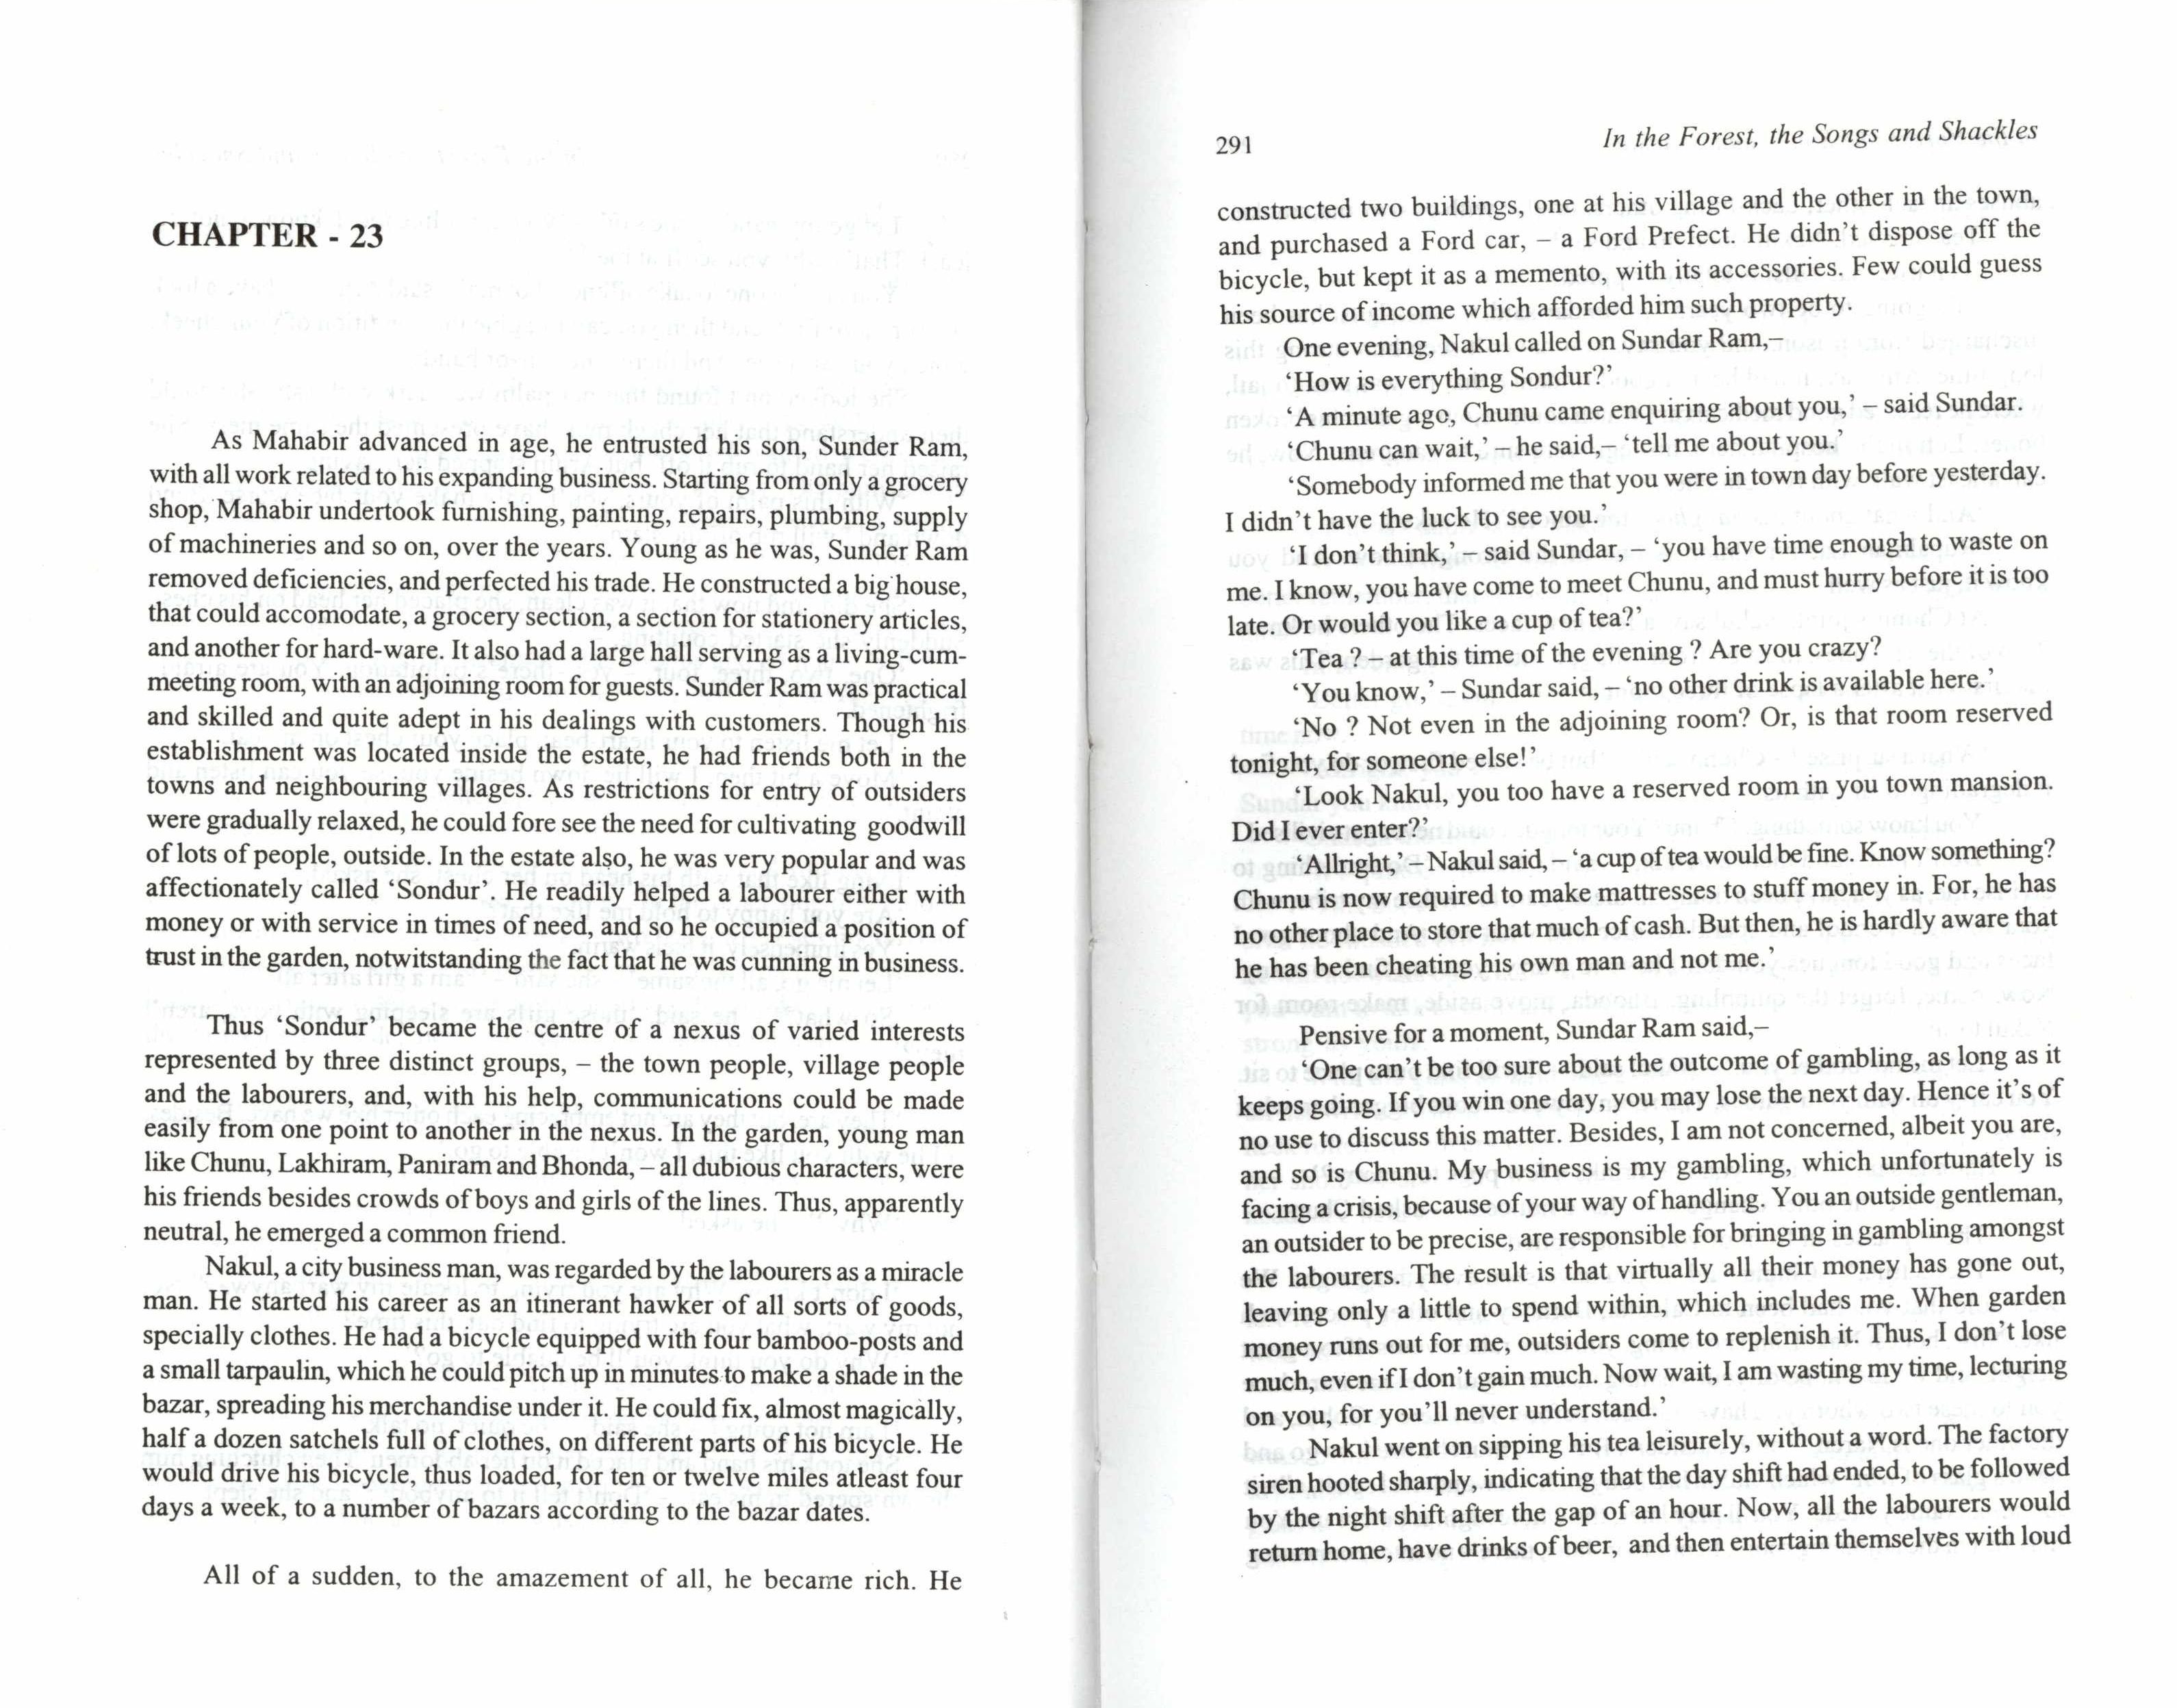 CHAPTER - 23
As Mahabir advanced in age, he entrusted his son, Sunder Ram,
with all work related to his expanding business. Starting from only a grocery
shop, Mahabir undertook furnishing, painting, repairs, plumbing, supply
of machineries and so on, over the years. Young as he was, Sunder Ram
removed deficiencies, and perfected his trade. He constructed a big house,
that could accomodate, a grocery section, a section for stationery articles,
and another for hard-ware. It also had a large hall serving as a living-cum-
meeting room, with an adjoining room for guests. Sunder Ram was practical
and skilled and quite adept in his dealings with customers. Though his
establishment was located inside the estate, he had friends both in the
towns and neighbouring villages. As restrictions for entry of outsiders
were gradually relaxed, he could fore see the need for cultivating goodwill
of lots of people, outside. In the estate also, he was very popular and was
affectionately called ‘Sondur’. He readily helped a labourer either with
money or with service in times of need, and so he occupied a position of
trust in the garden, notwitstanding the fact that he was cunning in business.
Thus ‘Sondur’ became the centre of a nexus of varied interests
represented by three distinct groups, – the town people, village people
and the labourers, and, with his help, communications could be made
easily from one point to another in the nexus. In the garden, young man
like Chunu, Lakhiram, Paniram and Bhonda, – all dubious characters, were
his friends besides crowds of boys and girls of the lines. Thus, apparently
neutral, he emerged a common friend.
Nakul, a city business man, was regarded by the labourers as a miracle
man. He started his career as an itinerant hawker of all sorts of goods,
specially clothes. He had a bicycle equipped with four bamboo-posts and
a small tarpaulin, which he could pitch up in minutes to make a shade in the
bazar, spreading his merchandise under it. He could fix, almost magically,
half a dozen satchels full of clothes, on different parts of his bicycle. He
would drive his bicycle, thus loaded, for ten or twelve miles atleast four
days a week, to a number of bazars according to the bazar dates.
All of a sudden, to the amazement of all, he became rich. He
291 In the Forest, the Songs and Shackles
constructed two buildings, one at his village and the other in the town,
and purchased a Ford car, – a Ford Prefect. He didn’t dispose off the
bicycle, but kept it as a memento, with its accessories. Few could guess
his source of income which afforded him such property.
One evening, Nakul called on Sundar Ram,–
‘How is everything Sondur?’
‘A minute ago, Chunu came enquiring about you,’ – said Sundar.
‘Chunu can wait,’ – he said,– ‘tell me about you.’
‘Somebody informed me that you were in town day before yesterday.
I didn’t have the luck to see you.’
‘I don’t think,’ – said Sundar, – ‘you have time enough to waste on
me. I know, you have come to meet Chunu, and must hurry before it is too
late. Or would you like a cup of tea?’
‘Tea ? – at this time of the evening ? Are you crazy?
‘You know,’ – Sundar said, – ‘no other drink is available here.’
‘No ? Not even in the adjoining room? Or, is that room reserved
tonight, for someone else!’
‘Look Nakul, you too have a reserved room in you town mansion.
Did I ever enter?’
‘Allright,’ – Nakul said, – ‘a cup of tea would be fine. Know something?
Chunu is now required to make mattresses to stuff money in. For, he has
no other place to store that much of cash. But then, he is hardly aware that
he has been cheating his own man and not me.’
Pensive for a moment, Sundar Ram said,–
‘One can’t be too sure about the outcome of gambling, as long as it
keeps going. If you win one day, you may lose the next day. Hence it’s of
no use to discuss this matter. Besides, I am not concerned, albeit you are,
and so is Chunu. My business is my gambling, which unfortunately is
facing a crisis, because of your way of handling. You an outside gentleman,
an outsider to be precise, are responsible for bringing in gambling amongst
the labourers. The result is that virtually all their money has gone out,
leaving only a little to spend within, which includes me. When garden
money runs out for me, outsiders come to replenish it. Thus, I don’t lose
much, even if I don’t gain much. Now wait, I am wasting my time, lecturing
on you, for you’ll never understand.’
Nakul went on sipping his tea leisurely, without a word. The factory
siren hooted sharply, indicating that the day shift had ended, to be followed
by the night shift after the gap of an hour. Now, all the labourers would
return home, have drinks of beer, and then entertain themselves with loud